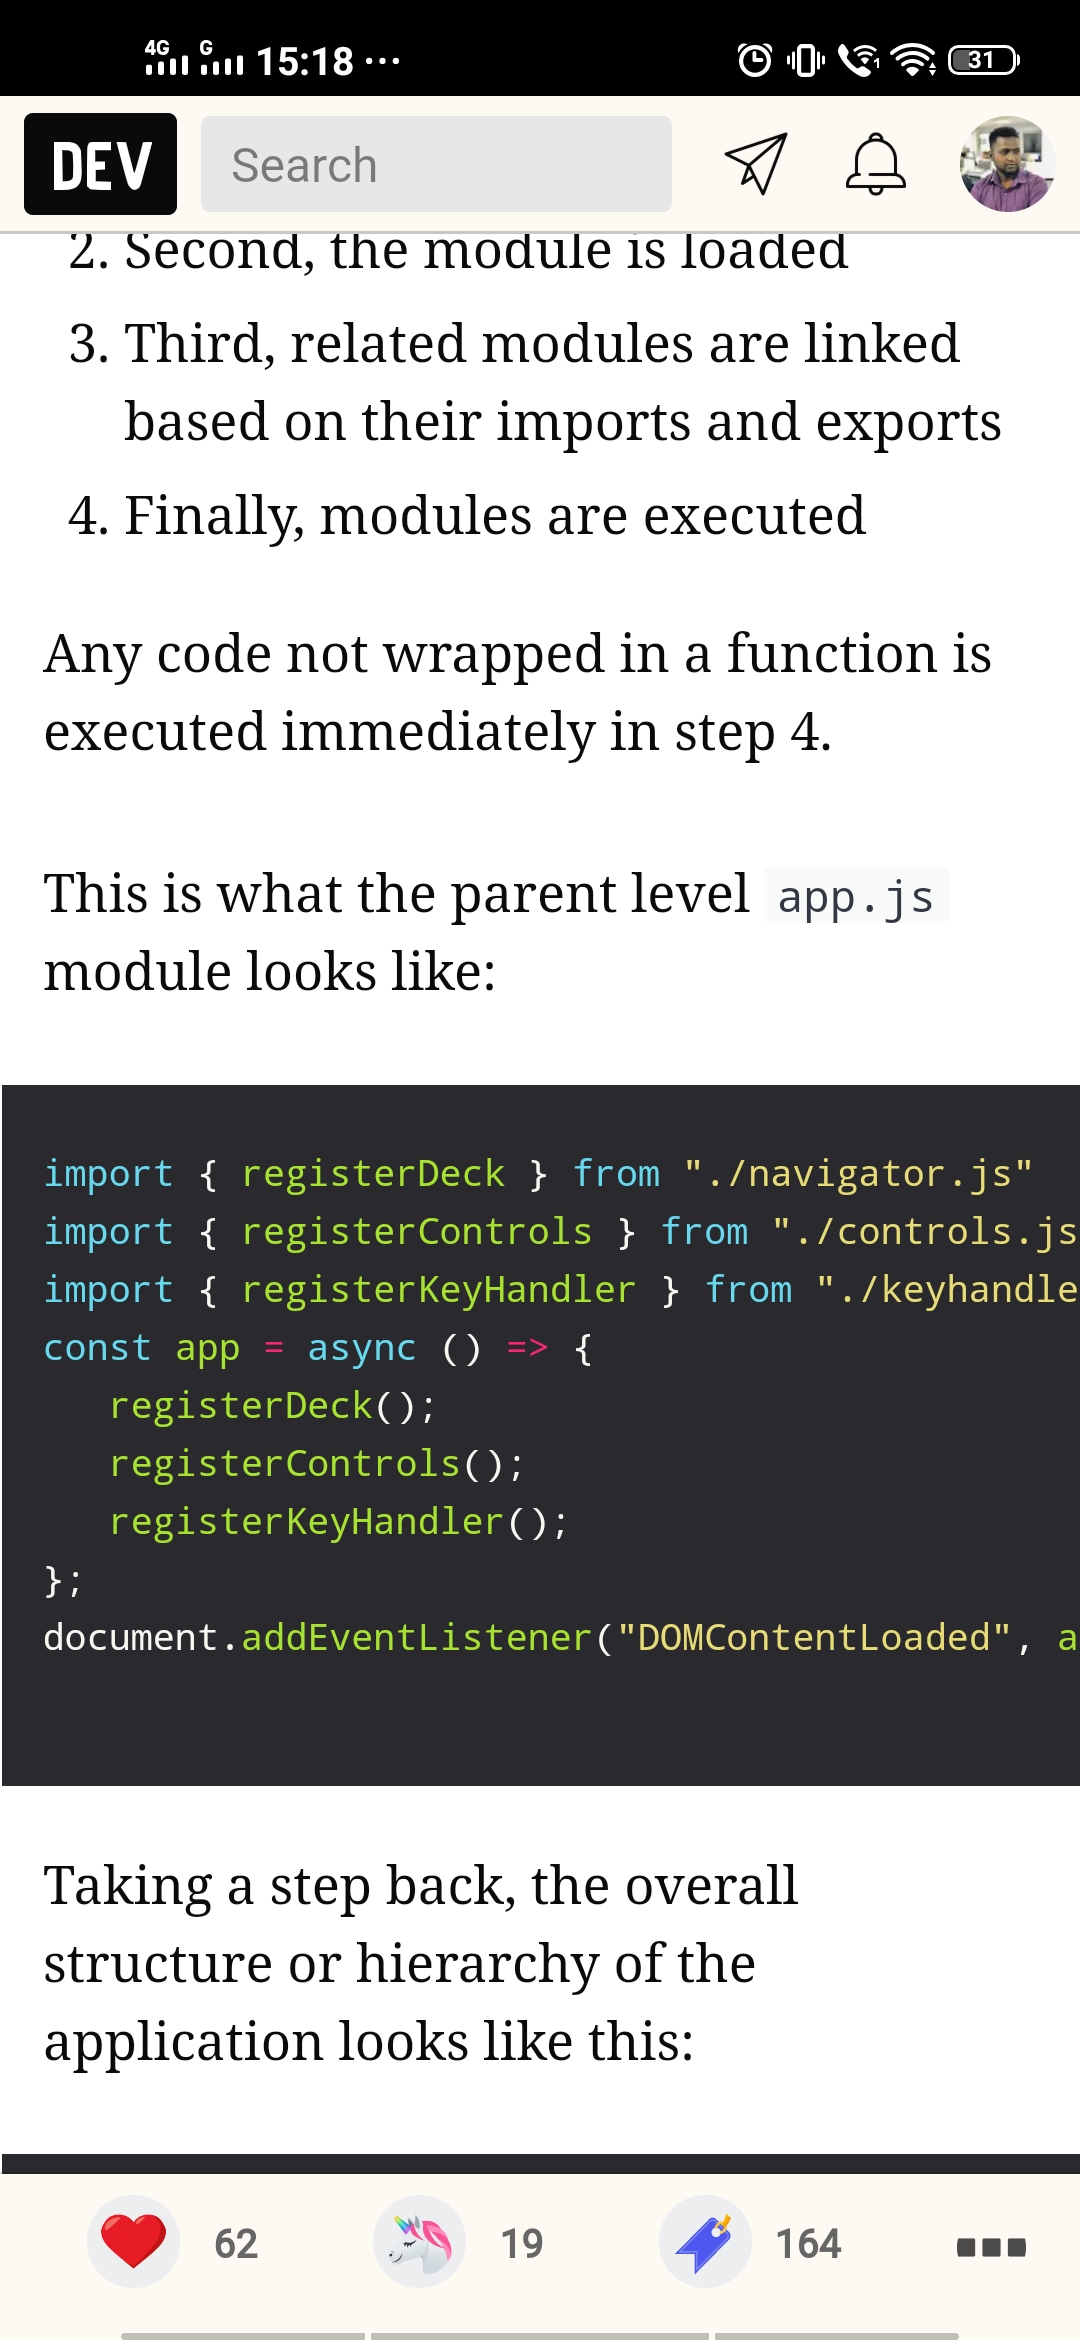 4G G 15:18 ... 31
DEV Search
2. Second, the module is loaded
3. Third, related modules are linked
based on their imports and exports
4. Finally, modules are executed
Any code not wrapped in a function is
executed immediately in step 4.
This is what the parent level app.js
module looks like:
import { registerDeck } from "./navigator.js"
import { registerControls } from "./controls.js
import { registerKeyHandler } from "./keyhandle
const app = async () => {
registerDeck();
registerControls();
registerKeyHandler();
};
document.addEventListener("DOMContentLoaded", a
Taking a step back, the overall
structure or hierarchy of the
application looks like this:
62 19 164